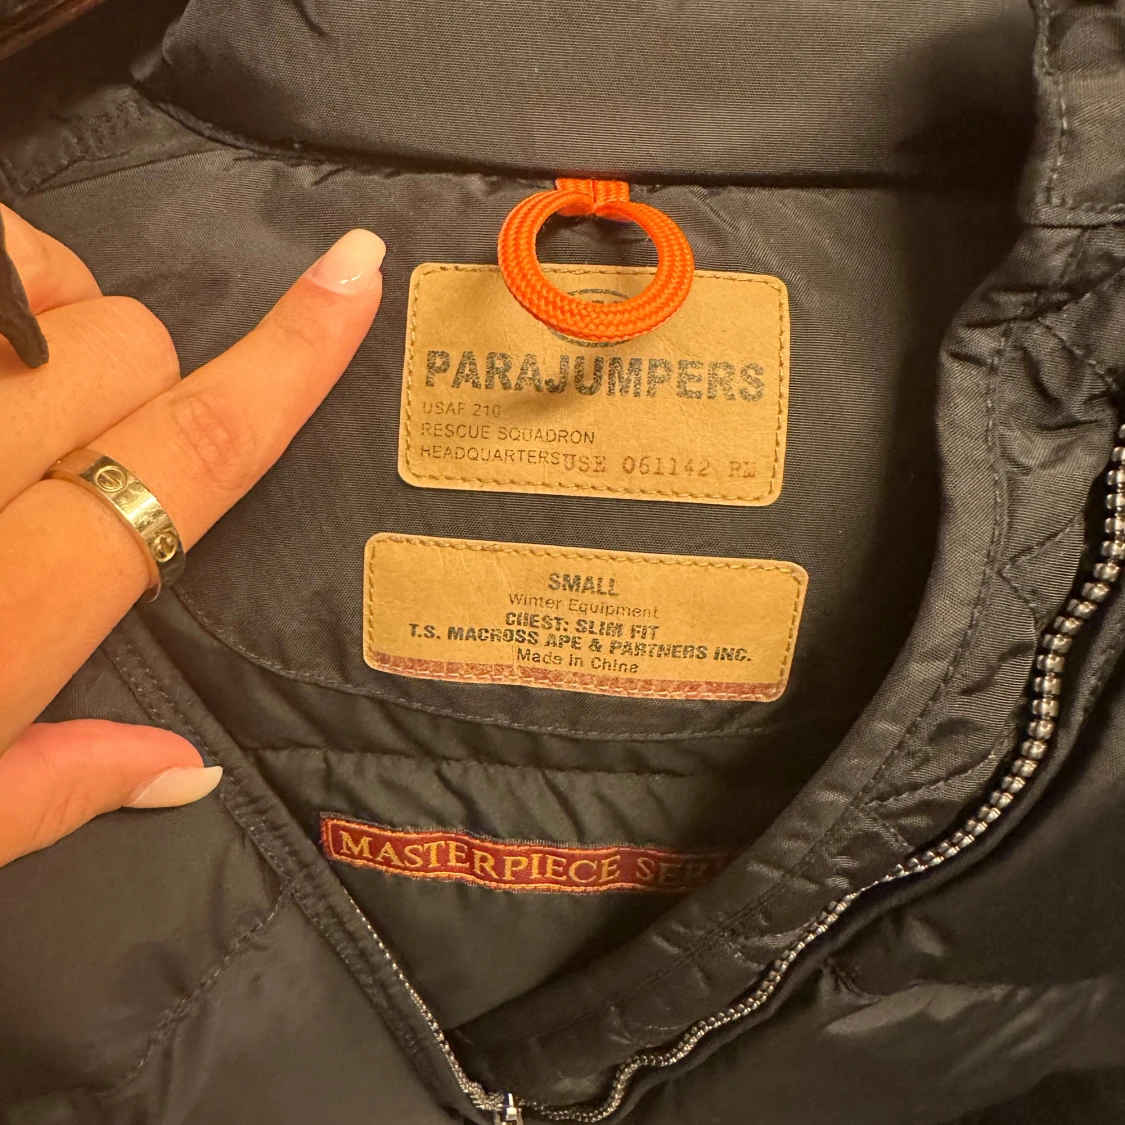 PARAJUMPERS
USAF 210
RESCUE SQUADRON
HEADQUARTERS USE 061142 RM
SMALL
Winter Equipment
CHEST: SLIM FIT
T.S. MACROSS APE & PARTNERS INC.
Made in China
MASTERPIECE SER